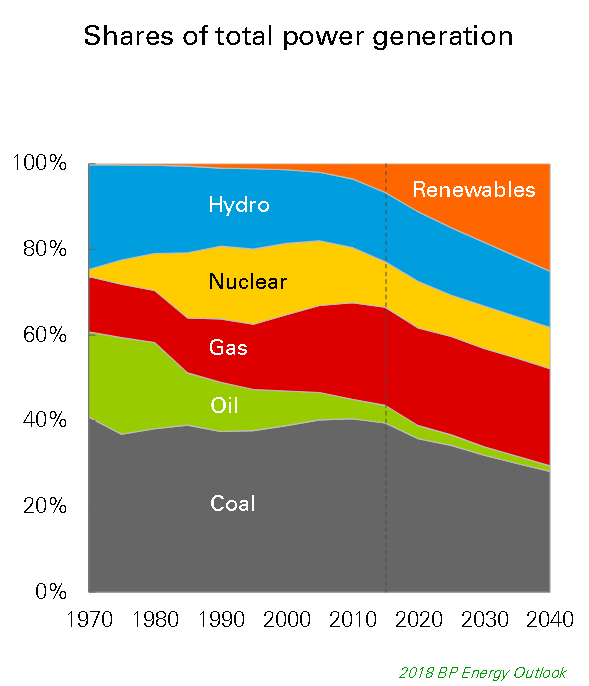 Shares of total power generation
100%
80%
60%
40%
20%
0%
Renewables
Hydro
Nuclear
Gas
Oil
Coal
1970 1980 1990 2000 2010 2020 2030 2040
2018 BP Energy Outlook